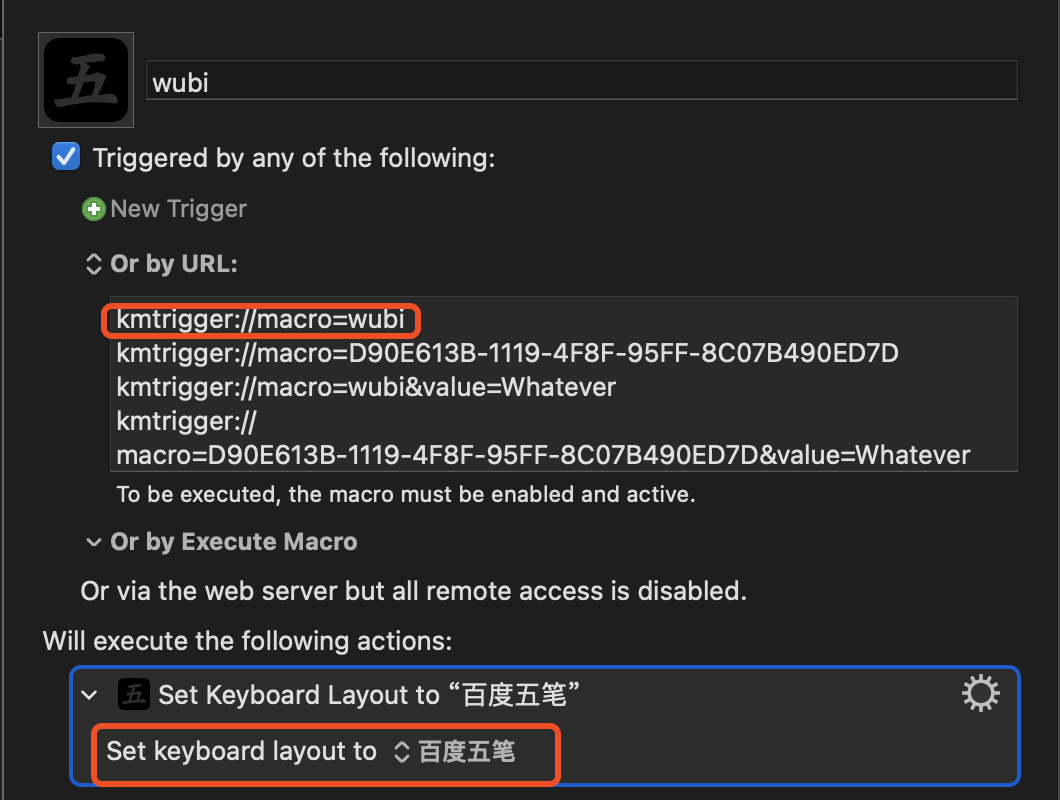 五
wubi
Triggered by any of the following:
New Trigger
Or by URL:
kmtrigger://macro=wubi
kmtrigger://macro=D90E613B-1119-4F8F-95FF-8C07B490ED7D
kmtrigger://macro=wubi&value=Whatever
kmtrigger://
macro=D90E613B-1119-4F8F-95FF-8C07B490ED7D&value=Whatever
To be executed, the macro must be enabled and active.
Or by Execute Macro
Or via the web server but all remote access is disabled.
Will execute the following actions:
五 Set Keyboard Layout to “百度五笔”
Set keyboard layout to 百度五笔